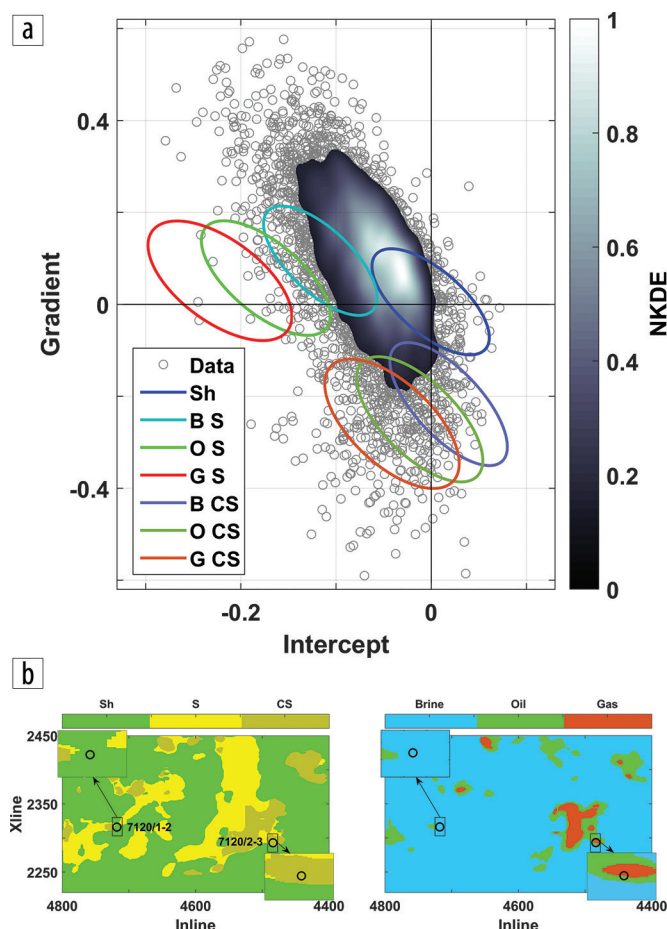 a
1
0.8
0.6
0.4
0.2
0
NKDE
0.4
0
-0.4
Gradient
Data
Sh
B S
O S
G S
B CS
O CS
G CS
-0.2
0
Intercept
b
Sh S CS
Brine Oil Gas
2450
2350
2250
Xline
7120/1-2
7120/2-3
4800 4600 4400
Inline
4800 4600 4400
Inline